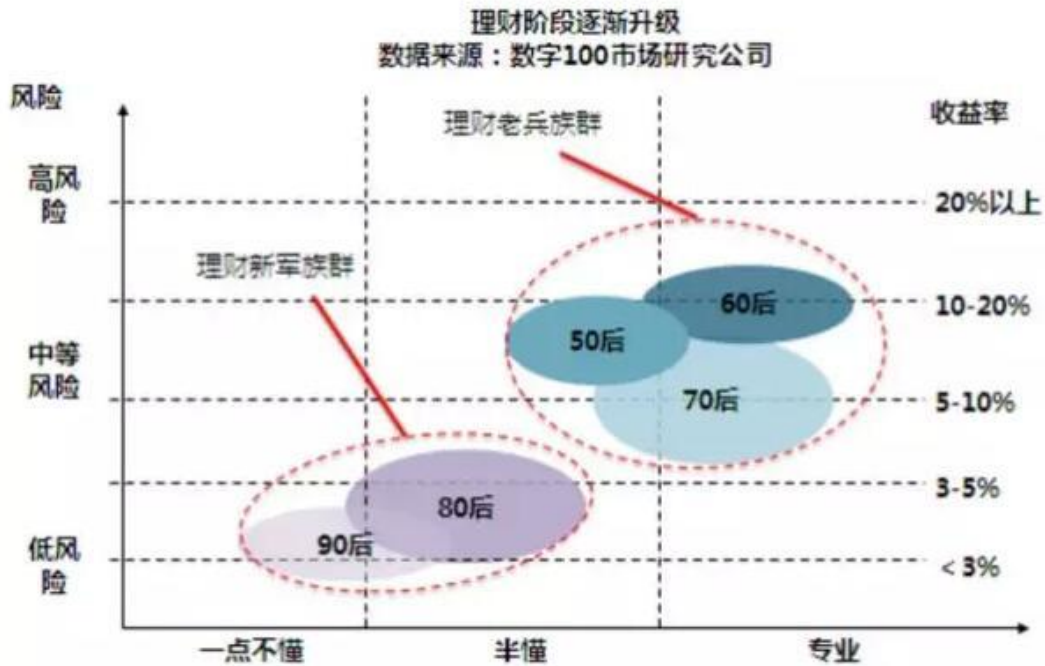 理财阶段逐渐升级
数据来源：数字100市场研究公司
风险
收益率
理财老兵族群
高风
险
20%以上
理财新军族群
60后
10-20%
50后
中等
风险
70后
5-10%
3-5%
80后
90后
低风
险
<3%
一点不懂
半懂
专业